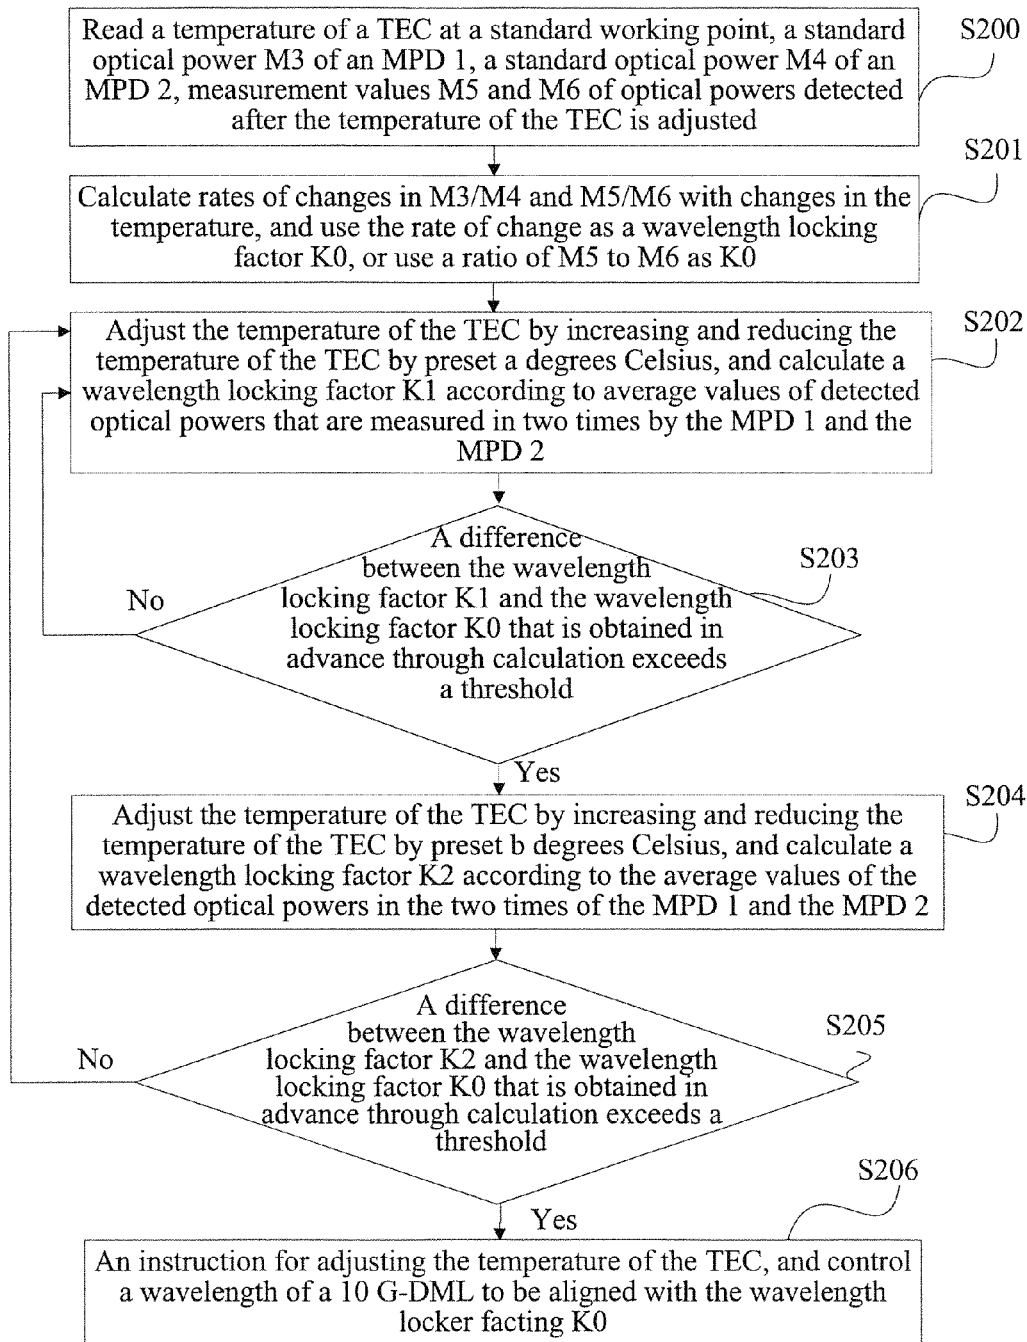 Read a temperature of a TEC at a standard working point, a standard
optical power M3 of an MPD 1, a standard optical power M4 of an
MPD 2, measurement values M5 and M6 of optical powers detected
after the temperature of the TEC is adjusted
S200
S201
Calculate rates of changes in M3/M4 and M5/M6 with changes in the
temperature, and use the rate of change as a wavelength locking
factor K0, or use a ratio of M5 to M6 as K0
S202
Adjust the temperature of the TEC by increasing and reducing the
temperature of the TEC by preset a degrees Celsius, and calculate a
wavelength locking factor K1 according to average values of detected
optical powers that are measured in two times by the MPD 1 and the
MPD 2
A difference
between the wavelength
locking factor K1 and the wavelength
locking factor K0 that is obtained in
advance through calculation exceeds
a threshold
S203
No
Yes
S204
Adjust the temperature of the TEC by increasing and reducing the
temperature of the TEC by preset b degrees Celsius, and calculate a
wavelength locking factor K2 according to the average values of the
detected optical powers in the two times of the MPD 1 and the MPD 2
A difference
between the wavelength
locking factor K2 and the wavelength
locking factor K0 that is obtained in
advance through calculation exceeds a
threshold
S205
No
Yes
S206
An instruction for adjusting the temperature of the TEC, and control
a wavelength of a 10 G-DML to be aligned with the wavelength
locker facting K0